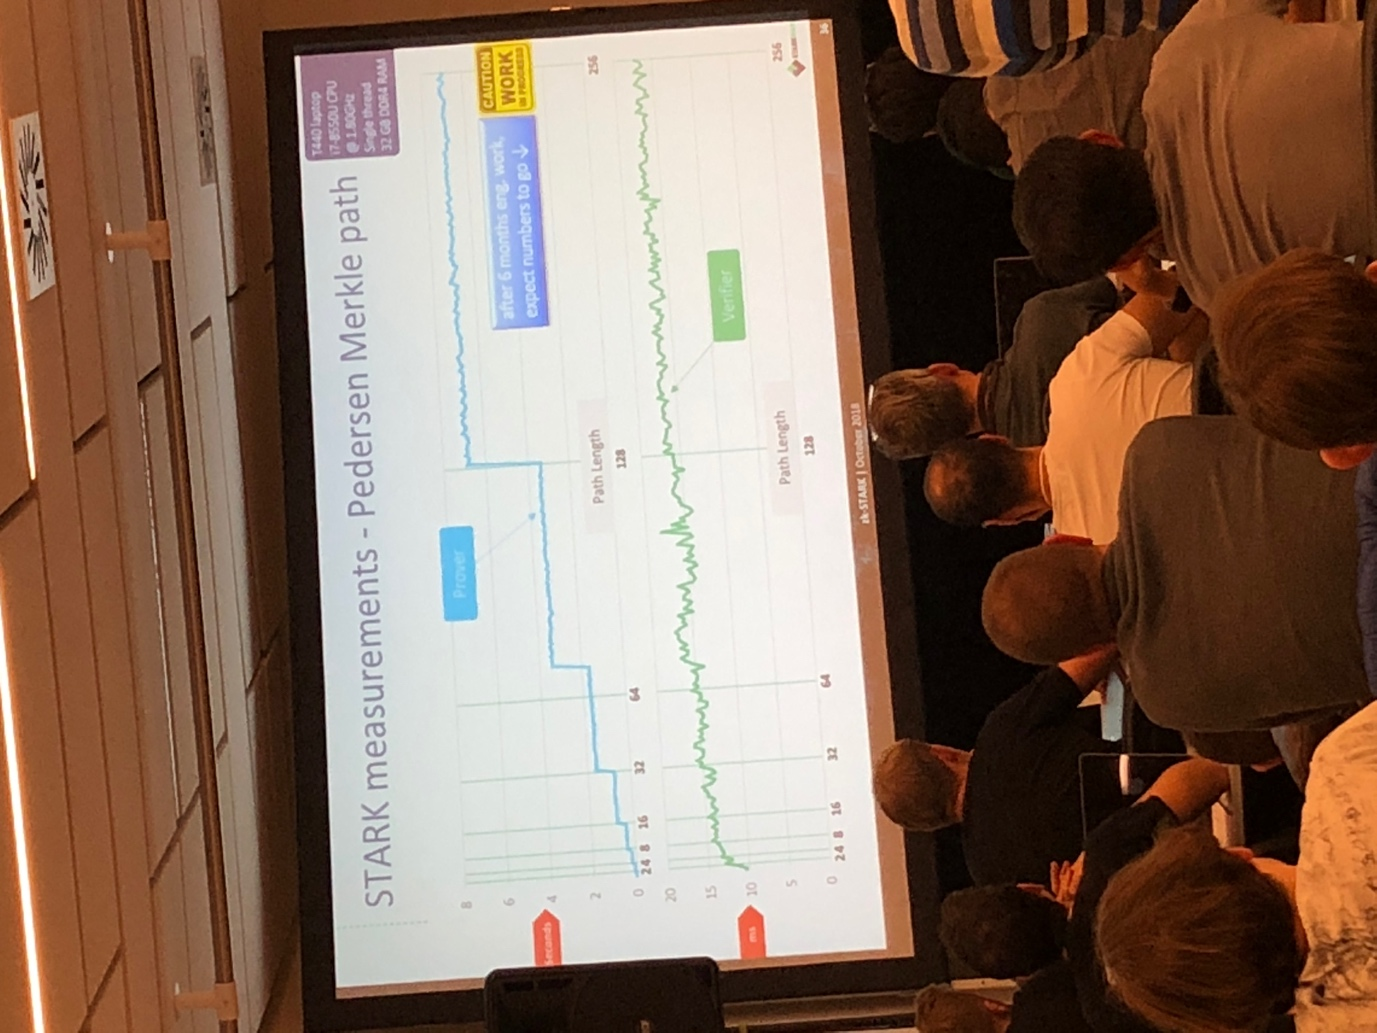 STARK measurements - Pedersen Merkle path
T440 laptop
i7-8550U CPU
@ 1.80GHz
Single thread
32 GB DDR4 RAM
8
6
4
2
0
Seconds
Prover
after 6 months eng. work,
expect numbers to go ↓
CAUTION
WORK
IN PROGRESS
Path Length
2 4 8 16 32 64 128 256
20
15
10
5
0
ms
Verifier
Path Length
2 4 8 16 32 64 128 256
STARK
zk-STARK | October 2018
36